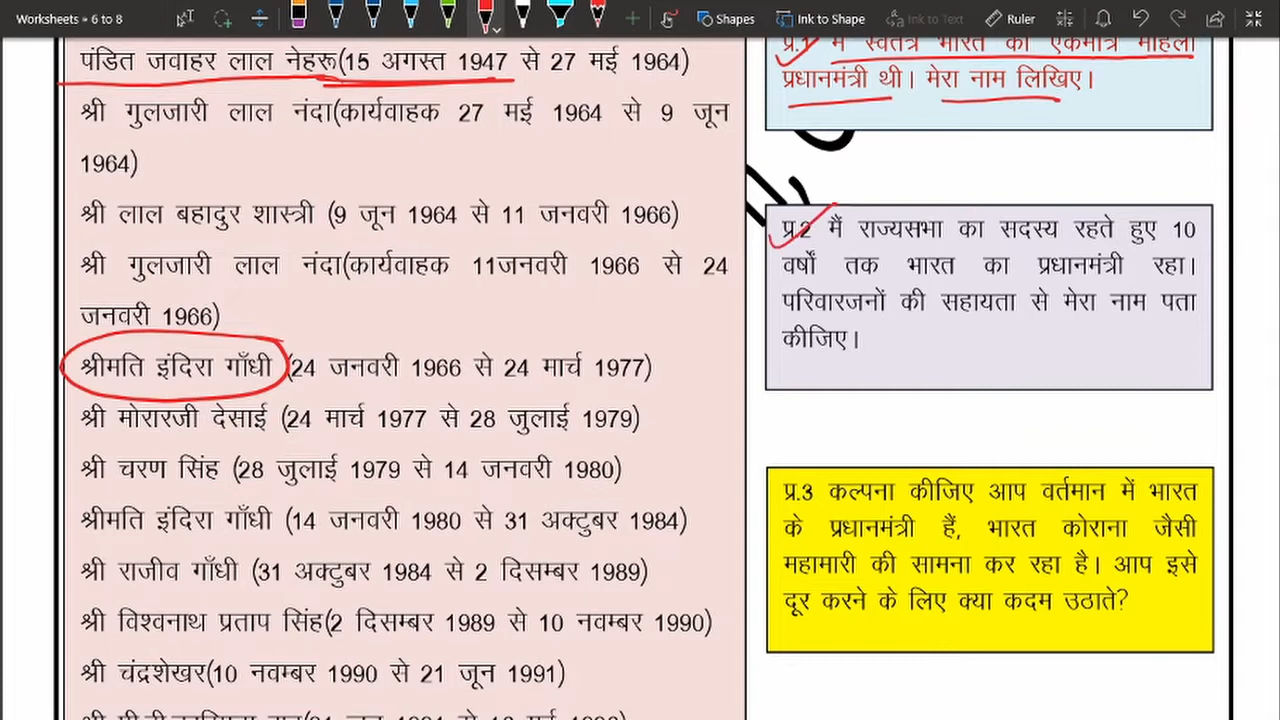 Worksheets » 6 to 8
Shapes
Ink to Shape
Ink to Text
Ruler
पंडित जवाहर लाल नेहरू(15 अगस्त 1947 से 27 मई 1964)
श्री गुलजारी लाल नंदा(कार्यवाहक 27 मई 1964 से 9 जून
1964)
श्री लाल बहादुर शास्त्री (9 जून 1964 से 11 जनवरी 1966)
श्री गुलजारी लाल नंदा(कार्यवाहक 11जनवरी 1966 से 24
जनवरी 1966)
श्रीमति इंदिरा गाँधी (24 जनवरी 1966 से 24 मार्च 1977)
श्री मोरारजी देसाई (24 मार्च 1977 से 28 जुलाई 1979)
श्री चरण सिंह (28 जुलाई 1979 से 14 जनवरी 1980)
श्रीमति इंदिरा गाँधी (14 जनवरी 1980 से 31 अक्टुबर 1984)
श्री राजीव गाँधी (31 अक्टुबर 1984 से 2 दिसम्बर 1989)
श्री विश्वनाथ प्रताप सिंह(2 दिसम्बर 1989 से 10 नवम्बर 1990)
श्री चंद्रशेखर(10 नवम्बर 1990 से 21 जून 1991)
प्र.1 मैं स्वतंत्र भारत की एकमात्र महिला
प्रधानमंत्री थी। मेरा नाम लिखिए।
प्र.2 मैं राज्यसभा का सदस्य रहते हुए 10
वर्षों तक भारत का प्रधानमंत्री रहा।
परिवारजनों की सहायता से मेरा नाम पता
कीजिए।
प्र.3 कल्पना कीजिए आप वर्तमान में भारत
के प्रधानमंत्री हैं, भारत कोराना जैसी
महामारी की सामना कर रहा है। आप इसे
दूर करने के लिए क्या कदम उठाते?